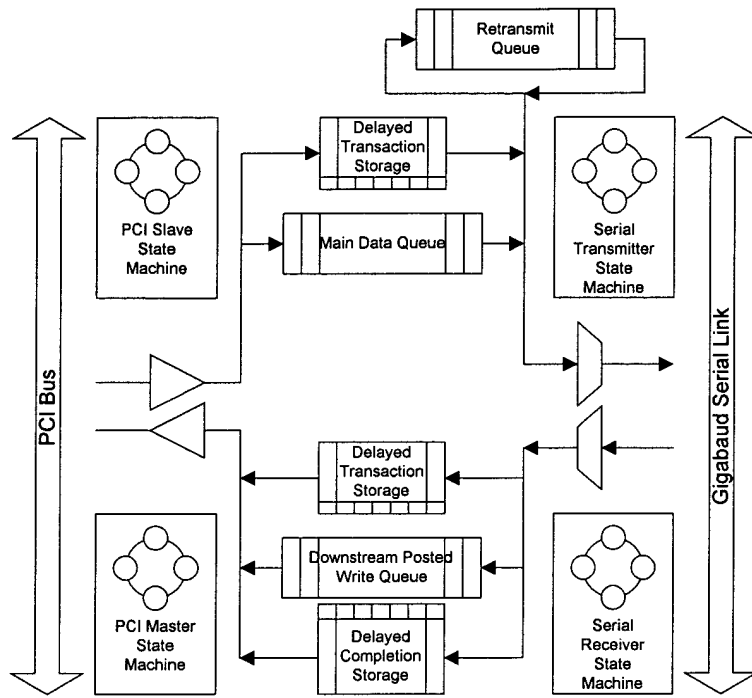 Retransmit
Queue
Delayed
Transaction
Storage
PCI Slave
State
Machine
Main Data Queue
Serial
Transmitter
State
Machine
PCI Bus
Gigabaud Serial Link
Delayed
Transaction
Storage
Downstream Posted
Write Queue
PCI Master
State
Machine
Delayed
Completion
Storage
Serial
Receiver
State
Machine